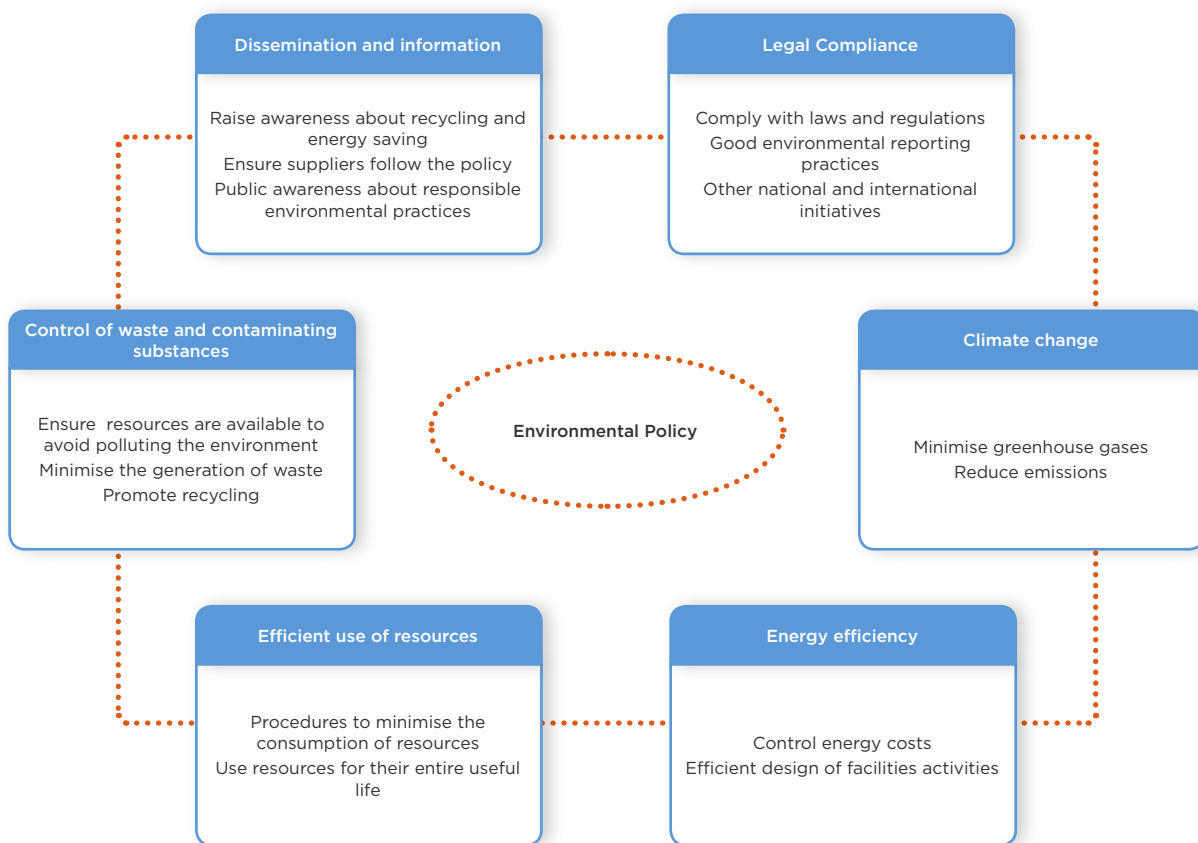 Dissemination and information
Raise awareness about recycling and
energy saving
Ensure suppliers follow the policy
Public awareness about responsible
environmental practices
Legal Compliance
Comply with laws and regulations
Good environmental reporting
practices
Other national and international
initiatives
Control of waste and contaminating
substances
Ensure  resources are available to
avoid polluting the environment
Minimise the generation of waste
Promote recycling
Environmental Policy
Climate change
Minimise greenhouse gases
Reduce emissions
Efficient use of resources
Procedures to minimise the
consumption of resources
Use resources for their entire useful
life
Energy efficiency
Control energy costs
Efficient design of facilities activities